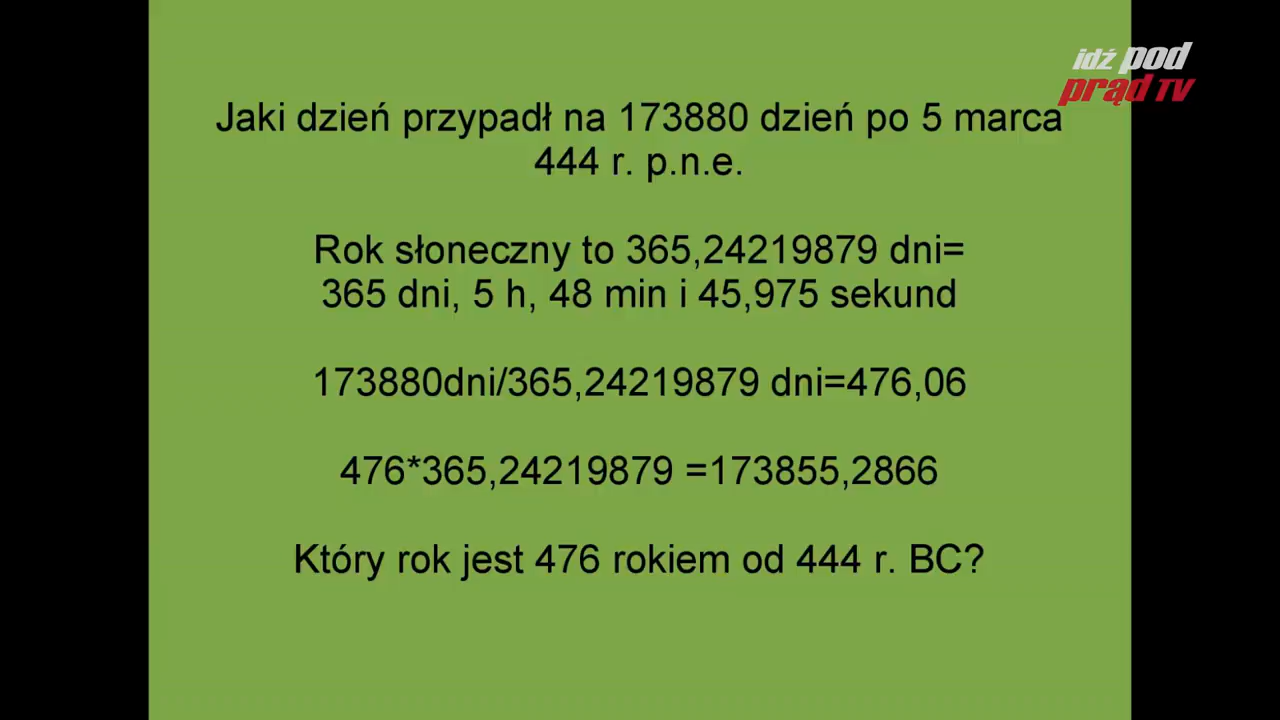 idź pod
prąd TV
Jaki dzień przypadł na 173880 dzień po 5 marca
444 r. p.n.e.
Rok słoneczny to 365,24219879 dni=
365 dni, 5 h, 48 min i 45,975 sekund
173880dni/365,24219879 dni=476,06
476*365,24219879 =173855,2866
Który rok jest 476 rokiem od 444 r. BC?